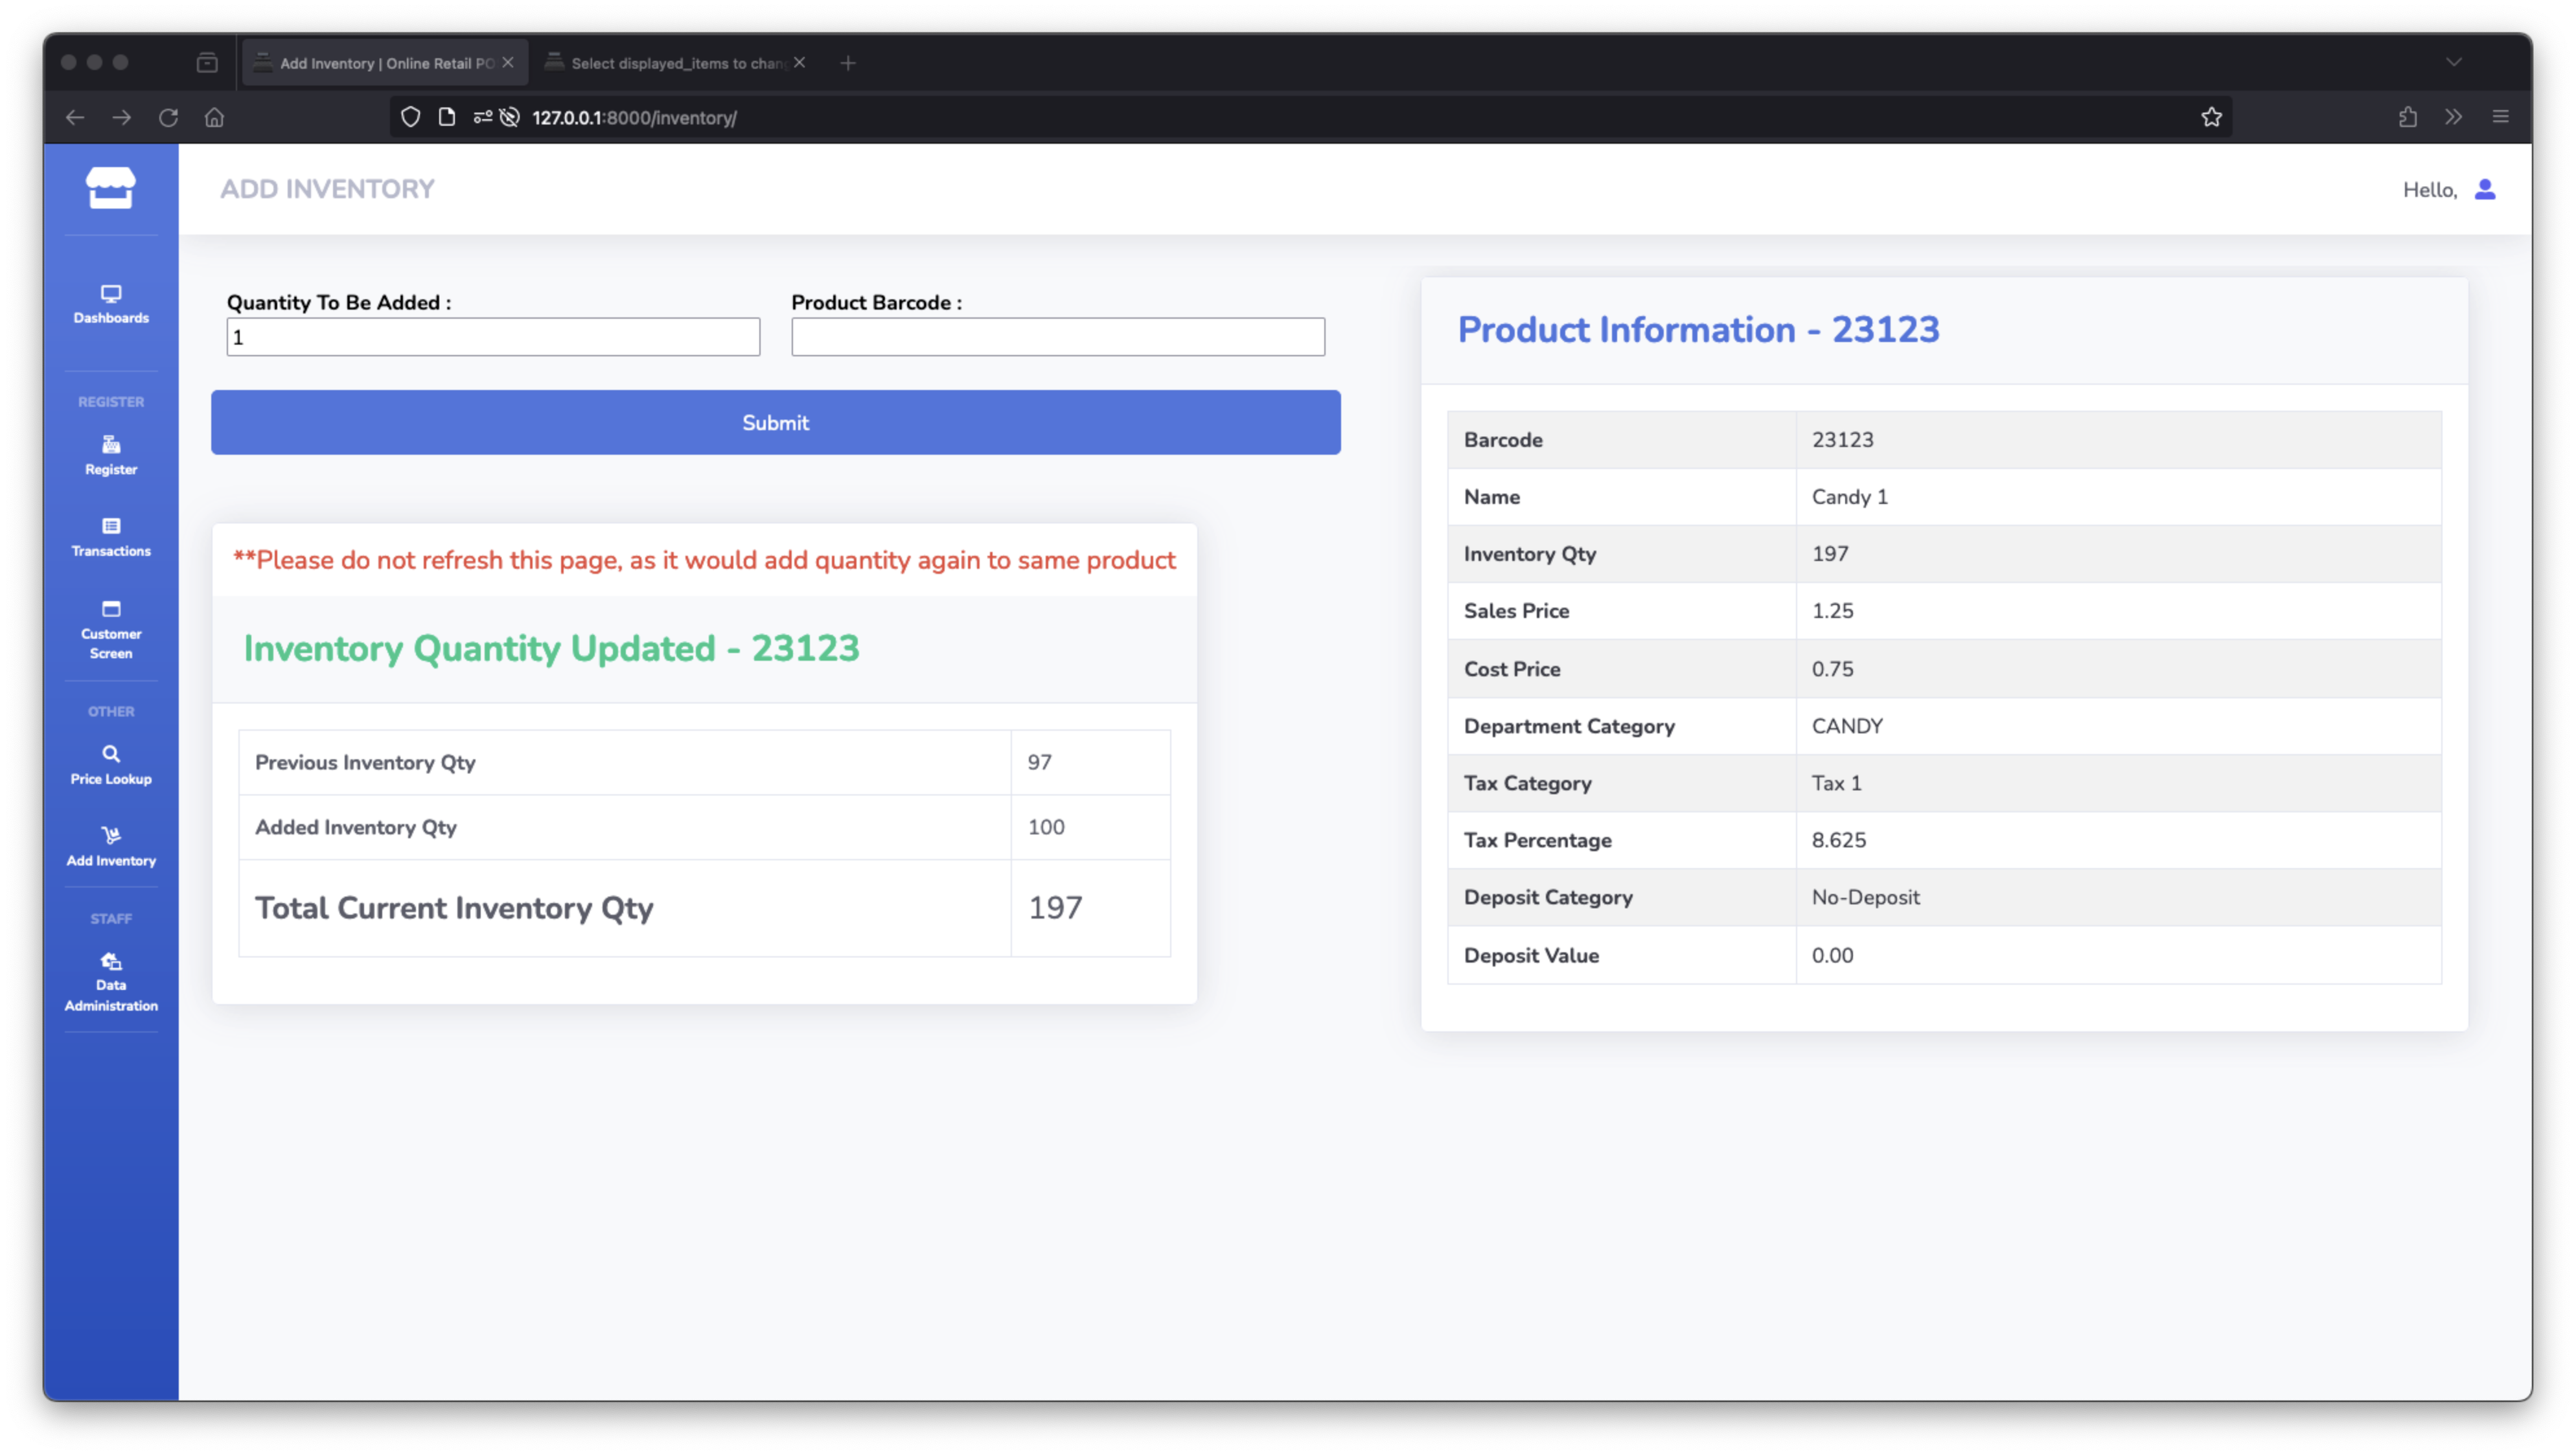 Add Inventory | Online Retail PO
Select displayed_items to chan
127.0.0.1:8000/inventory/
ADD INVENTORY
Hello,
Dashboards
REGISTER
Register
Transactions
Customer
Screen
OTHER
Price Lookup
Add Inventory
STAFF
Data
Administration
Quantity To Be Added :
1
Product Barcode :
Submit
**Please do not refresh this page, as it would add quantity again to same product
Inventory Quantity Updated - 23123
Previous Inventory Qty 97
Added Inventory Qty 100
Total Current Inventory Qty 197
Product Information - 23123
Barcode 23123
Name Candy 1
Inventory Qty 197
Sales Price 1.25
Cost Price 0.75
Department Category CANDY
Tax Category Tax 1
Tax Percentage 8.625
Deposit Category No-Deposit
Deposit Value 0.00